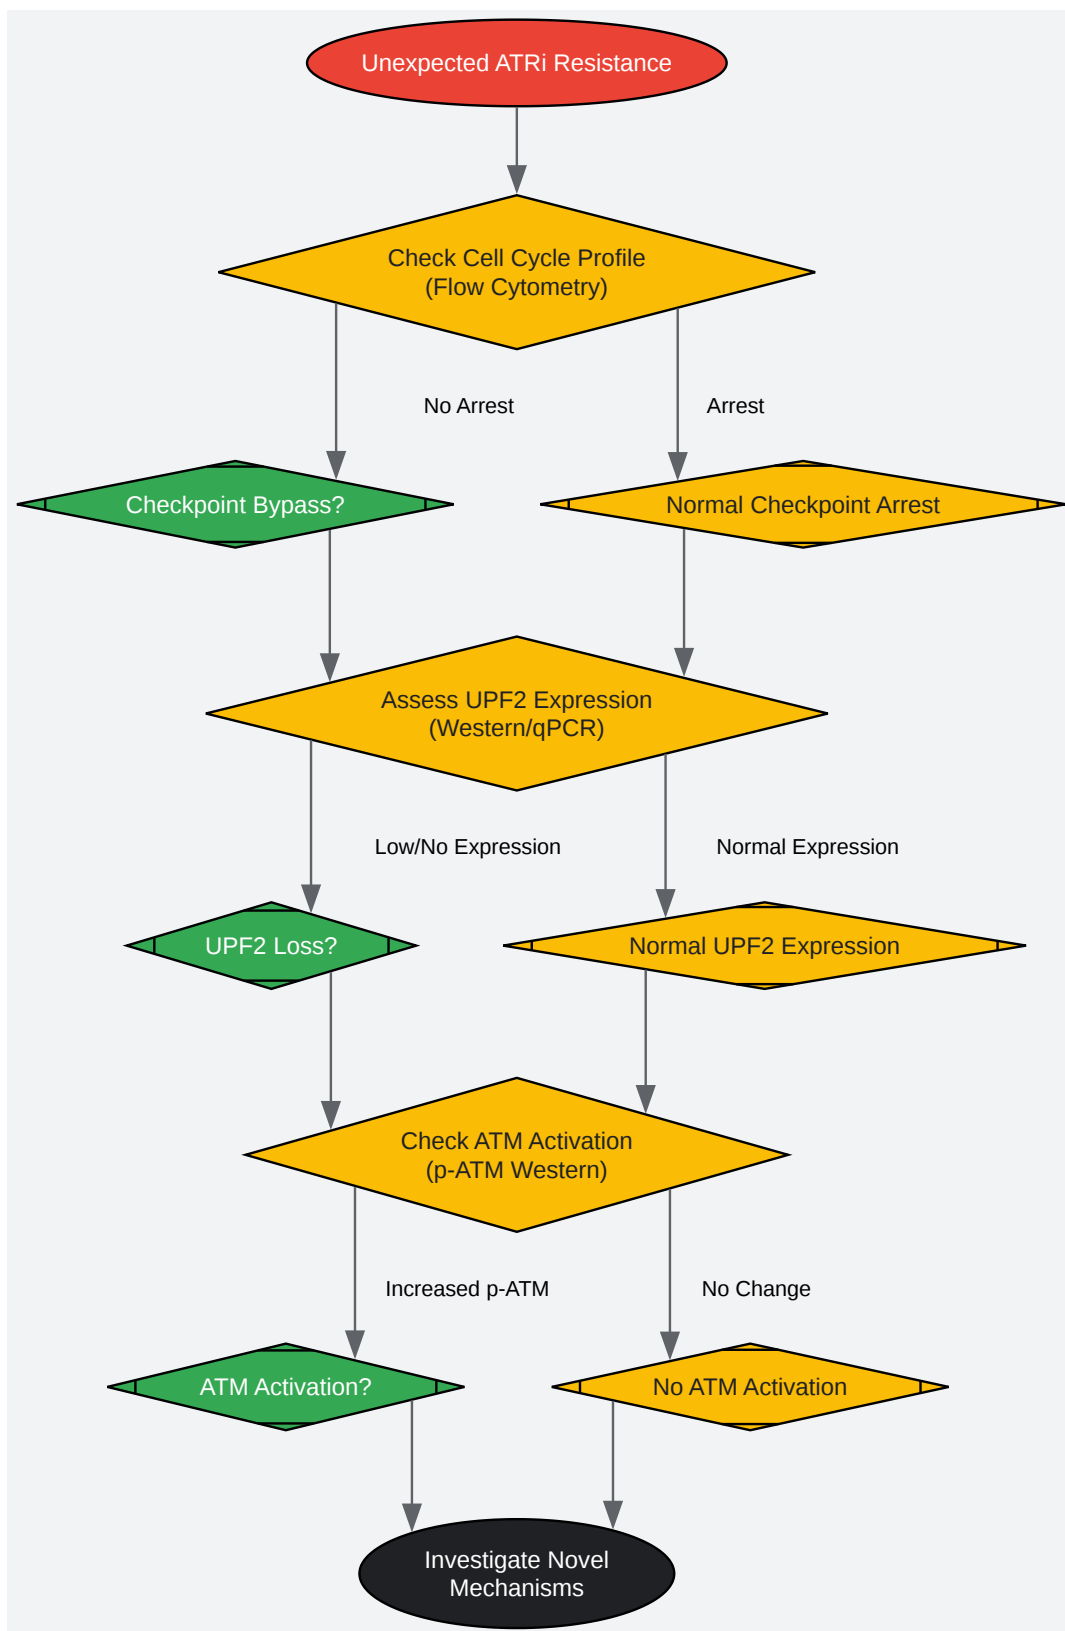 Unexpected ATRi Resistance
Check Cell Cycle Profile
(Flow Cytometry)
No Arrest
Arrest
Checkpoint Bypass?
Normal Checkpoint Arrest
Assess UPF2 Expression
(Western/qPCR)
Low/No Expression
Normal Expression
UPF2 Loss?
Normal UPF2 Expression
Check ATM Activation
(p-ATM Western)
Increased p-ATM
No Change
ATM Activation?
No ATM Activation
Investigate Novel
Mechanisms